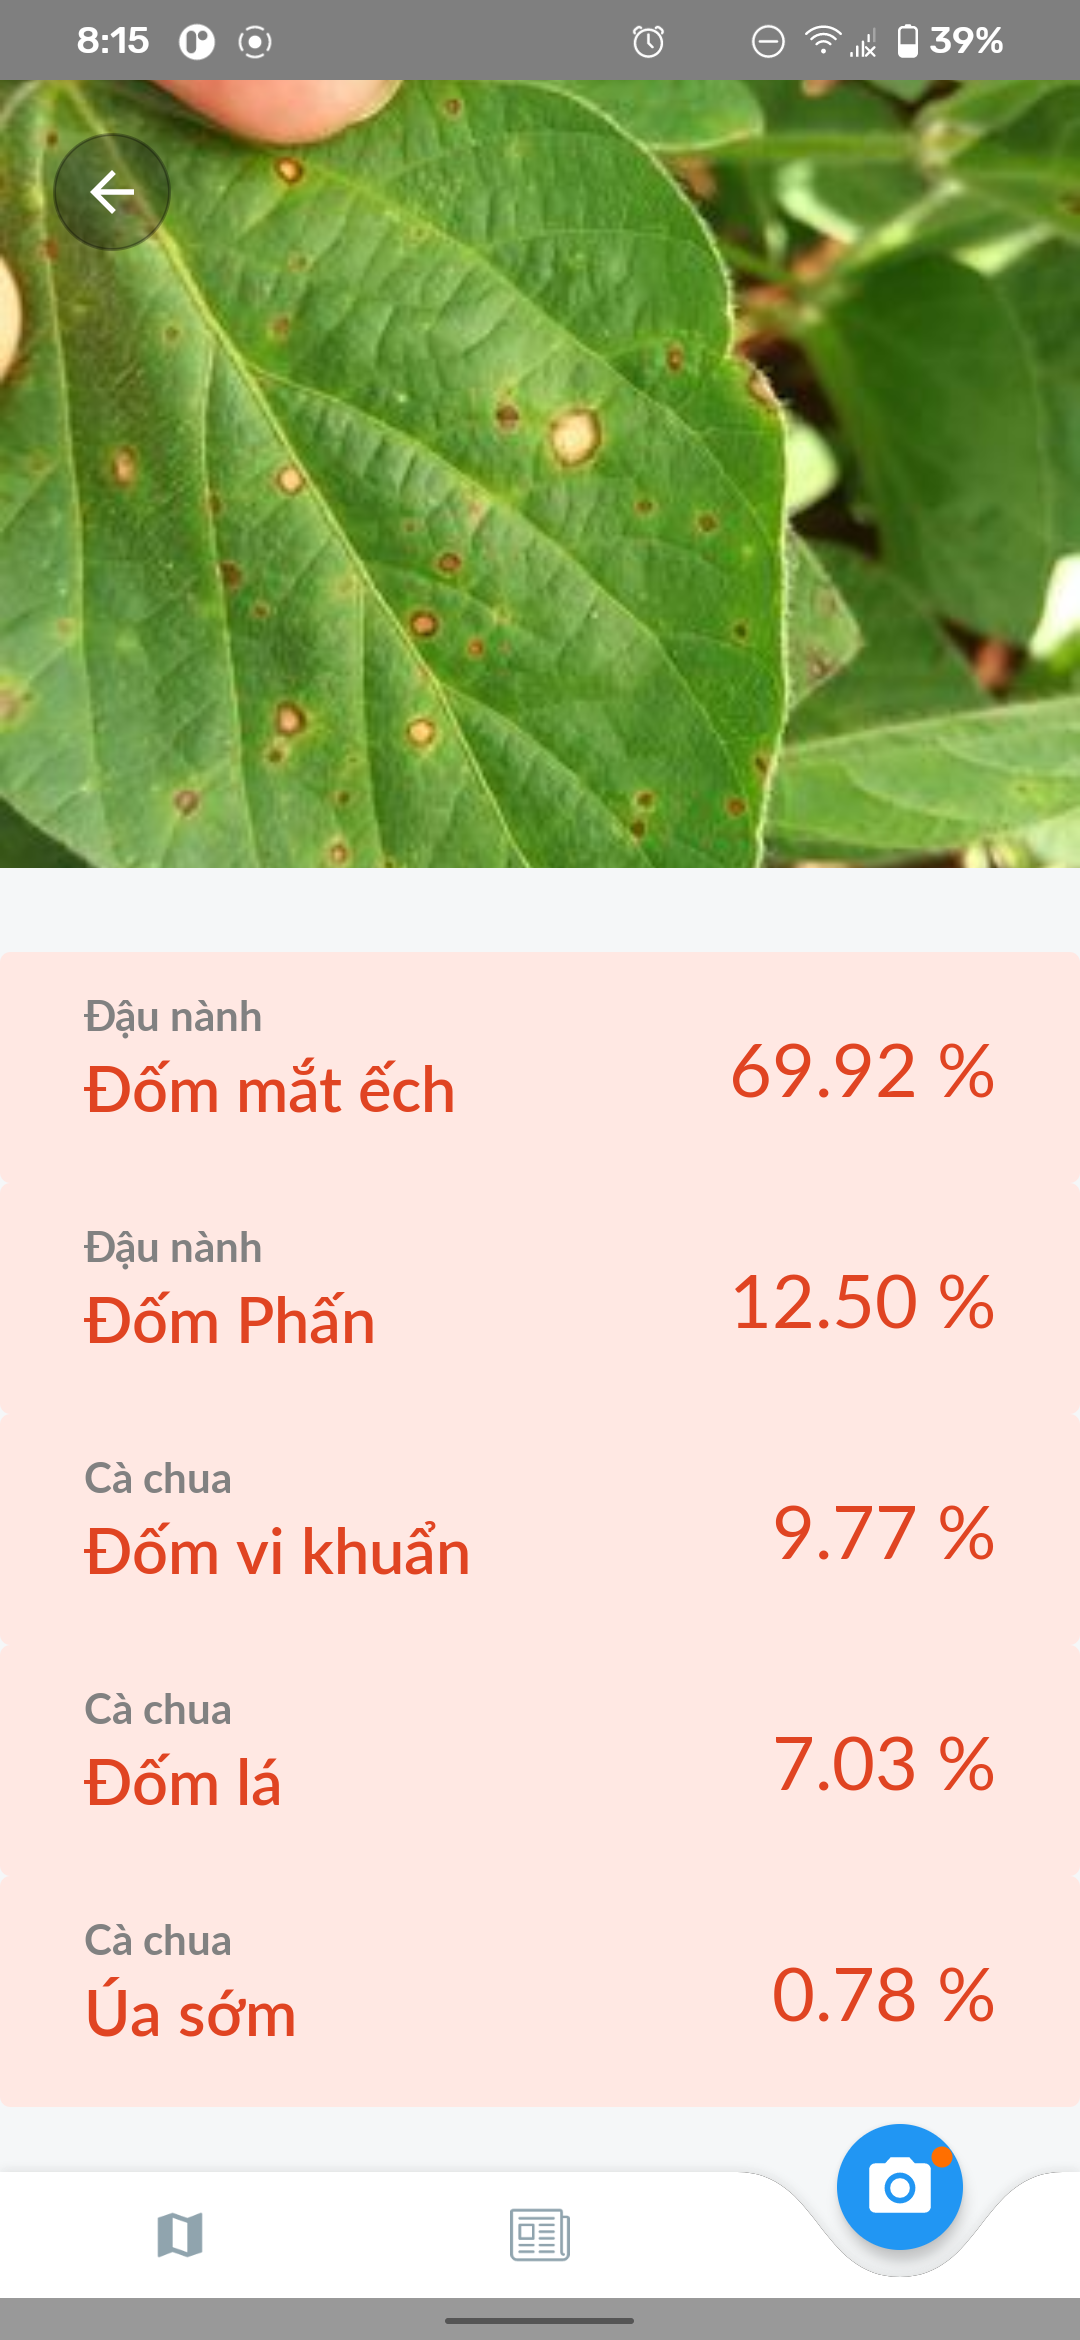 8:15
39%
Đậu nành
Đốm mắt ếch
69.92 %
Đậu nành
Đốm Phấn
12.50 %
Cà chua
Đốm vi khuẩn
9.77 %
Cà chua
Đốm lá
7.03 %
Cà chua
Úa sớm
0.78 %